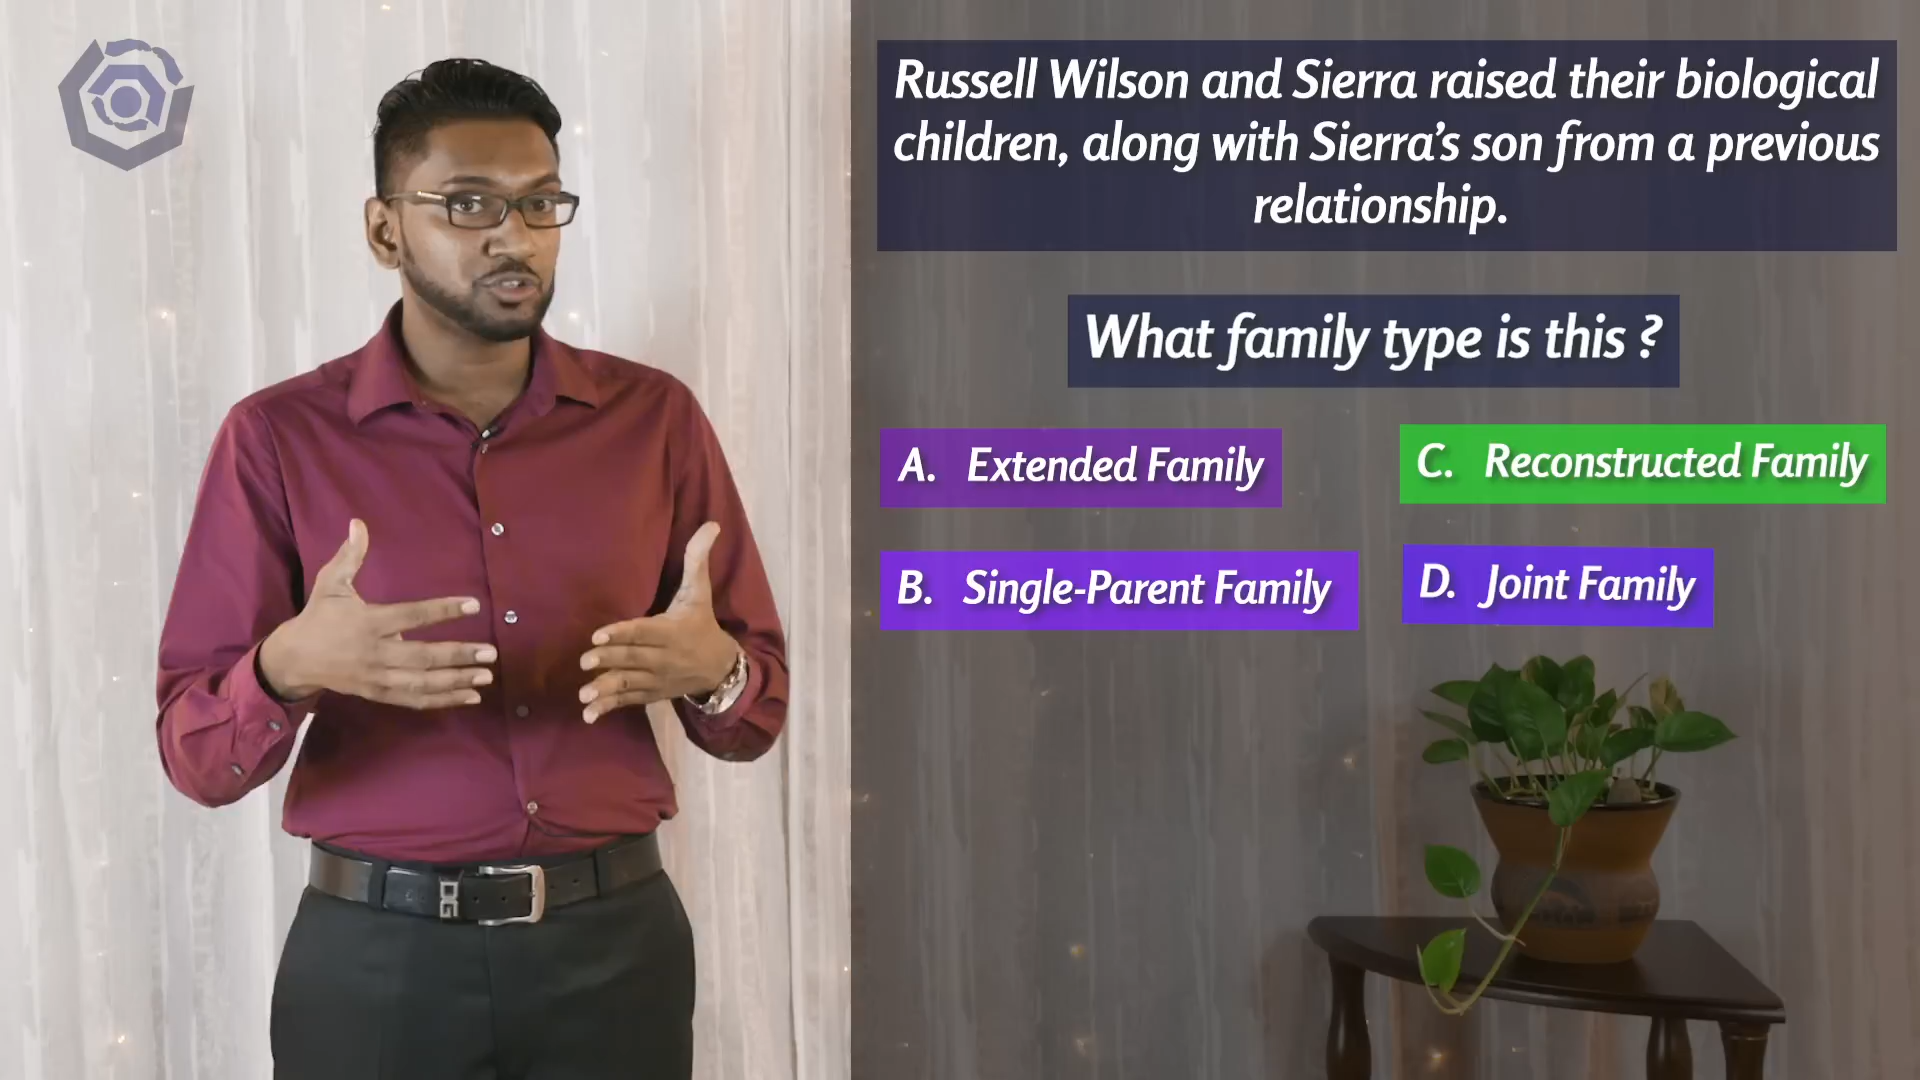 Russell Wilson and Sierra raised their biological
children, along with Sierra's son from a previous
relationship.
What family type is this ?
A. Extended Family
C. Reconstructed Family
B. Single-Parent Family
D. Joint Family
DG